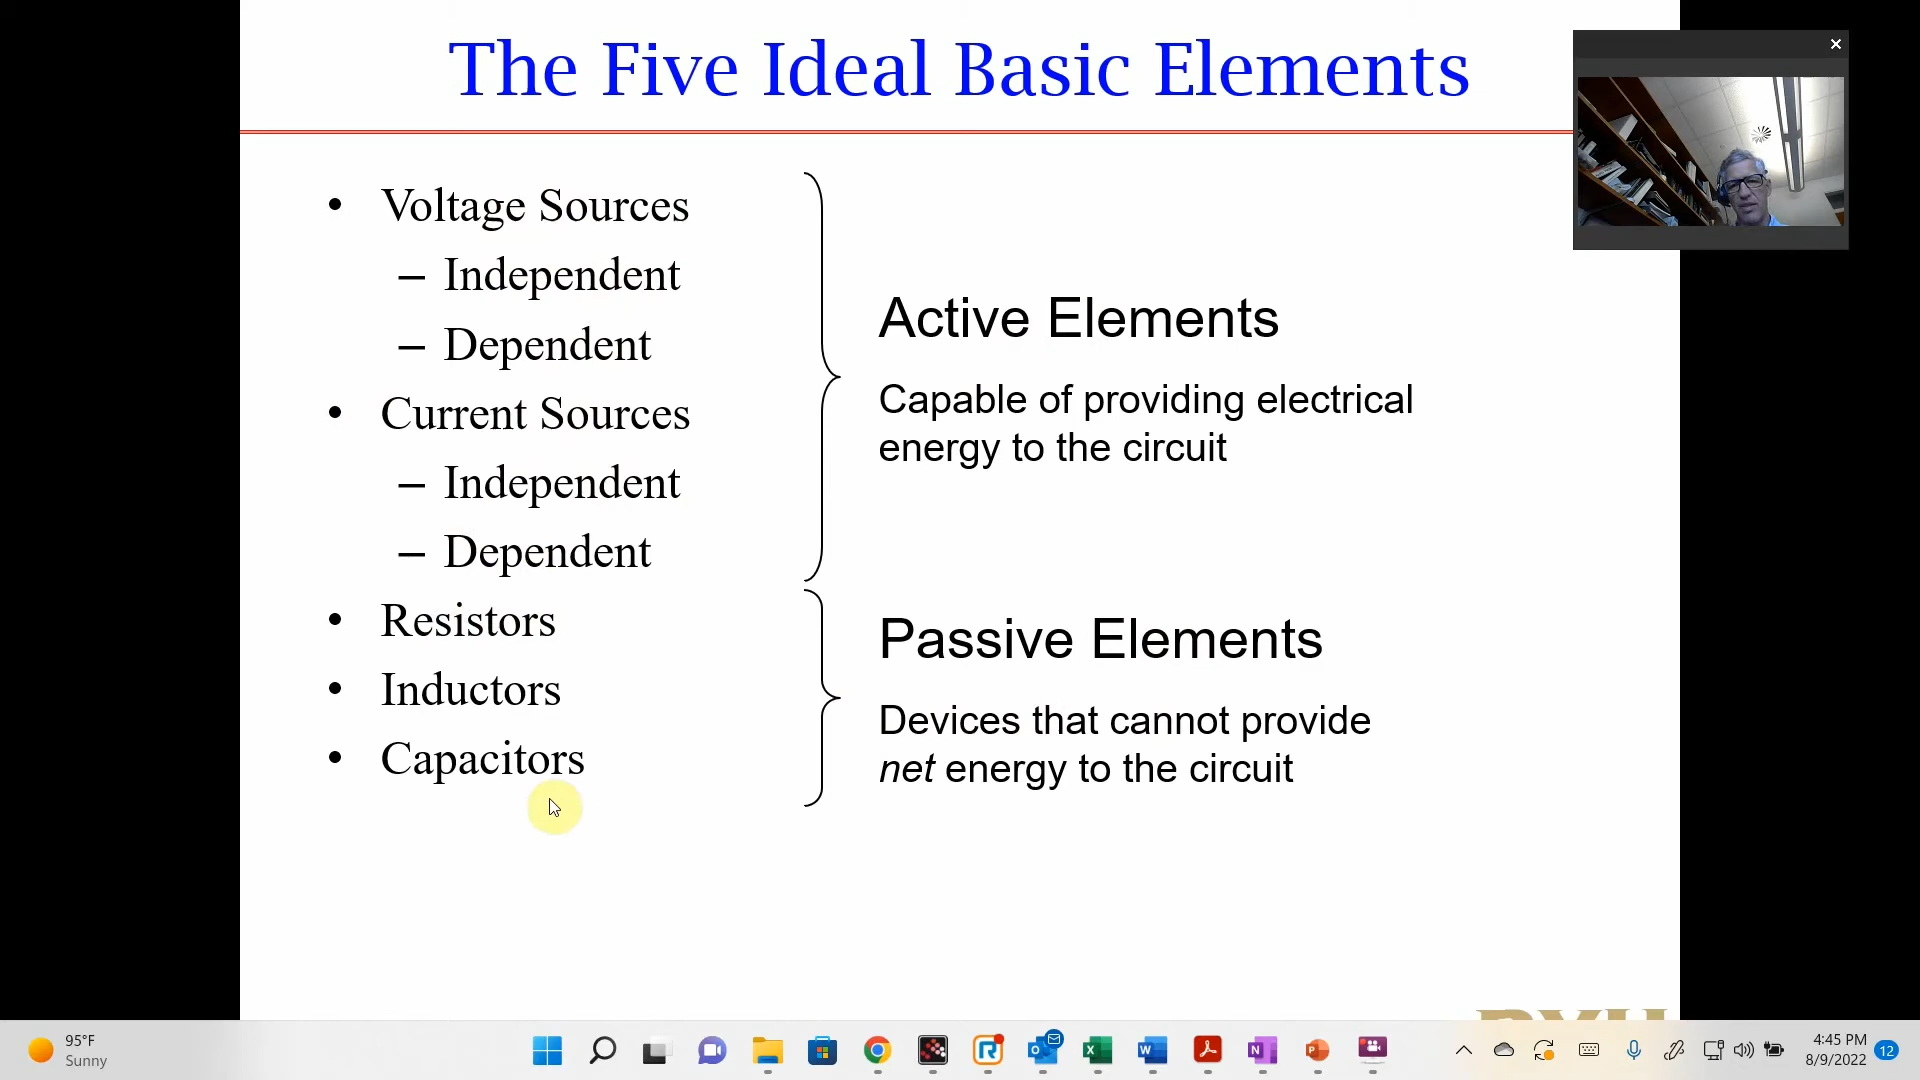 The Five Ideal Basic Elements
• Voltage Sources
– Independent
– Dependent
• Current Sources
– Independent
– Dependent
• Resistors
• Inductors
• Capacitors
Active Elements
Capable of providing electrical
energy to the circuit
Passive Elements
Devices that cannot provide
net energy to the circuit
95°F
Sunny
4:45 PM
8/9/2022
12